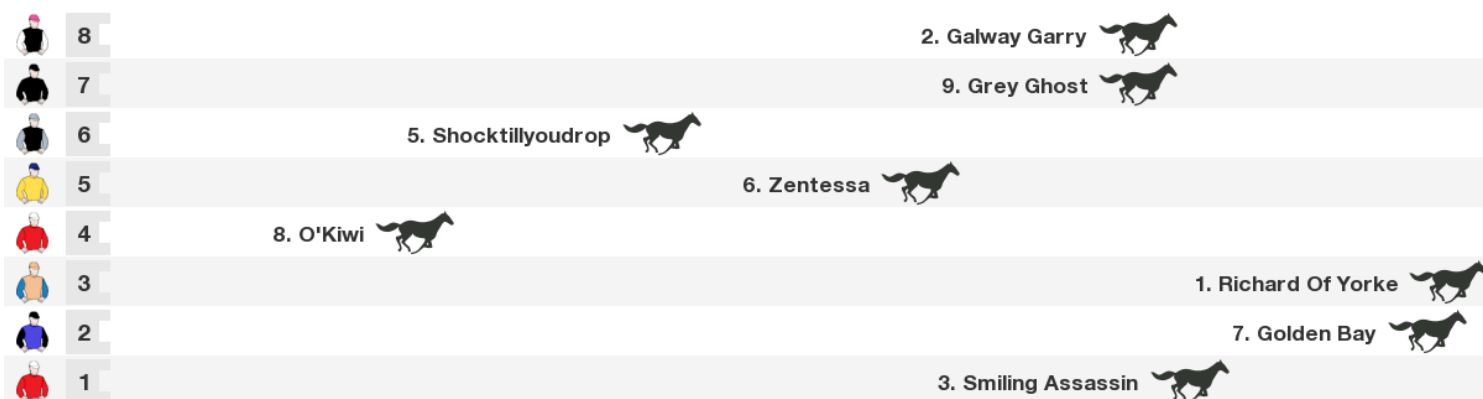 8 2. Galway Garry
7 9. Grey Ghost
6 5. Shocktillyoudrop
5 6. Zentessa
4 8. O'Kiwi
3 1. Richard Of Yorke
2 7. Golden Bay
1 3. Smiling Assassin